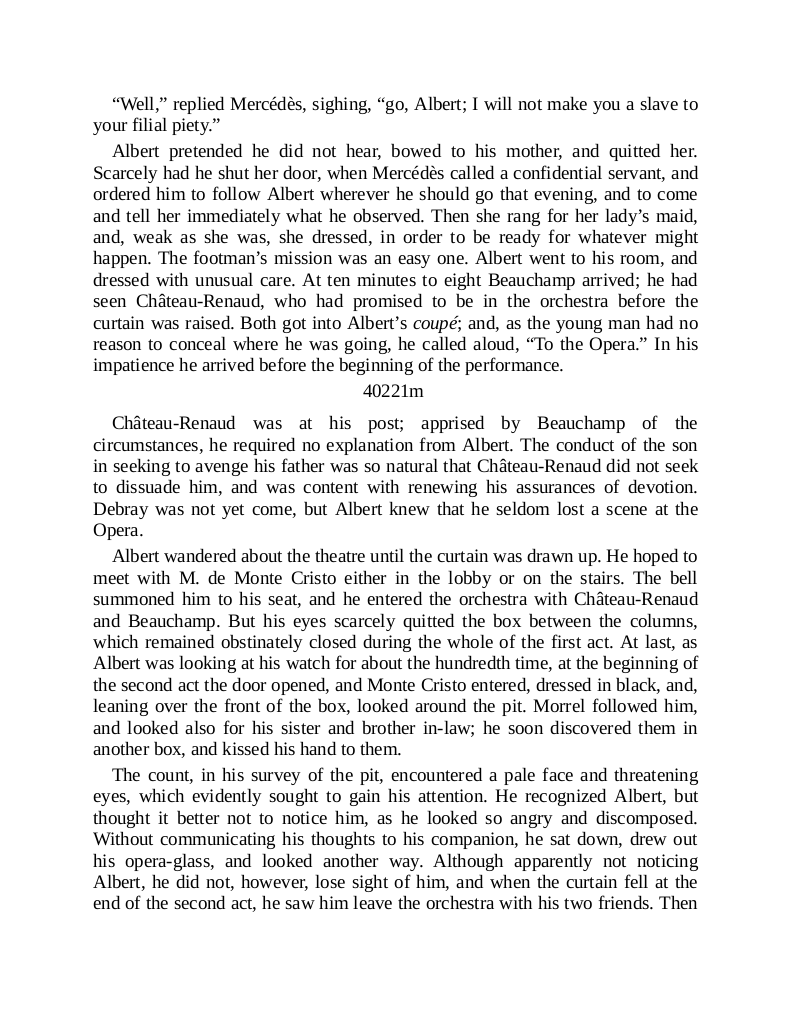 “Well,” replied Mercédès, sighing, “go, Albert; I will not make you a slave to
your filial piety.”
Albert pretended he did not hear, bowed to his mother, and quitted her.
Scarcely had he shut her door, when Mercédès called a confidential servant, and
ordered him to follow Albert wherever he should go that evening, and to come
and tell her immediately what he observed. Then she rang for her lady’s maid,
and, weak as she was, she dressed, in order to be ready for whatever might
happen. The footman’s mission was an easy one. Albert went to his room, and
dressed with unusual care. At ten minutes to eight Beauchamp arrived; he had
seen Château-Renaud, who had promised to be in the orchestra before the
curtain was raised. Both got into Albert’s coupé; and, as the young man had no
reason to conceal where he was going, he called aloud, “To the Opera.” In his
impatience he arrived before the beginning of the performance.
40221m
Château-Renaud was at his post; apprised by Beauchamp of the
circumstances, he required no explanation from Albert. The conduct of the son
in seeking to avenge his father was so natural that Château-Renaud did not seek
to dissuade him, and was content with renewing his assurances of devotion.
Debray was not yet come, but Albert knew that he seldom lost a scene at the
Opera.
Albert wandered about the theatre until the curtain was drawn up. He hoped to
meet with M. de Monte Cristo either in the lobby or on the stairs. The bell
summoned him to his seat, and he entered the orchestra with Château-Renaud
and Beauchamp. But his eyes scarcely quitted the box between the columns,
which remained obstinately closed during the whole of the first act. At last, as
Albert was looking at his watch for about the hundredth time, at the beginning of
the second act the door opened, and Monte Cristo entered, dressed in black, and,
leaning over the front of the box, looked around the pit. Morrel followed him,
and looked also for his sister and brother in-law; he soon discovered them in
another box, and kissed his hand to them.
The count, in his survey of the pit, encountered a pale face and threatening
eyes, which evidently sought to gain his attention. He recognized Albert, but
thought it better not to notice him, as he looked so angry and discomposed.
Without communicating his thoughts to his companion, he sat down, drew out
his opera-glass, and looked another way. Although apparently not noticing
Albert, he did not, however, lose sight of him, and when the curtain fell at the
end of the second act, he saw him leave the orchestra with his two friends. Then